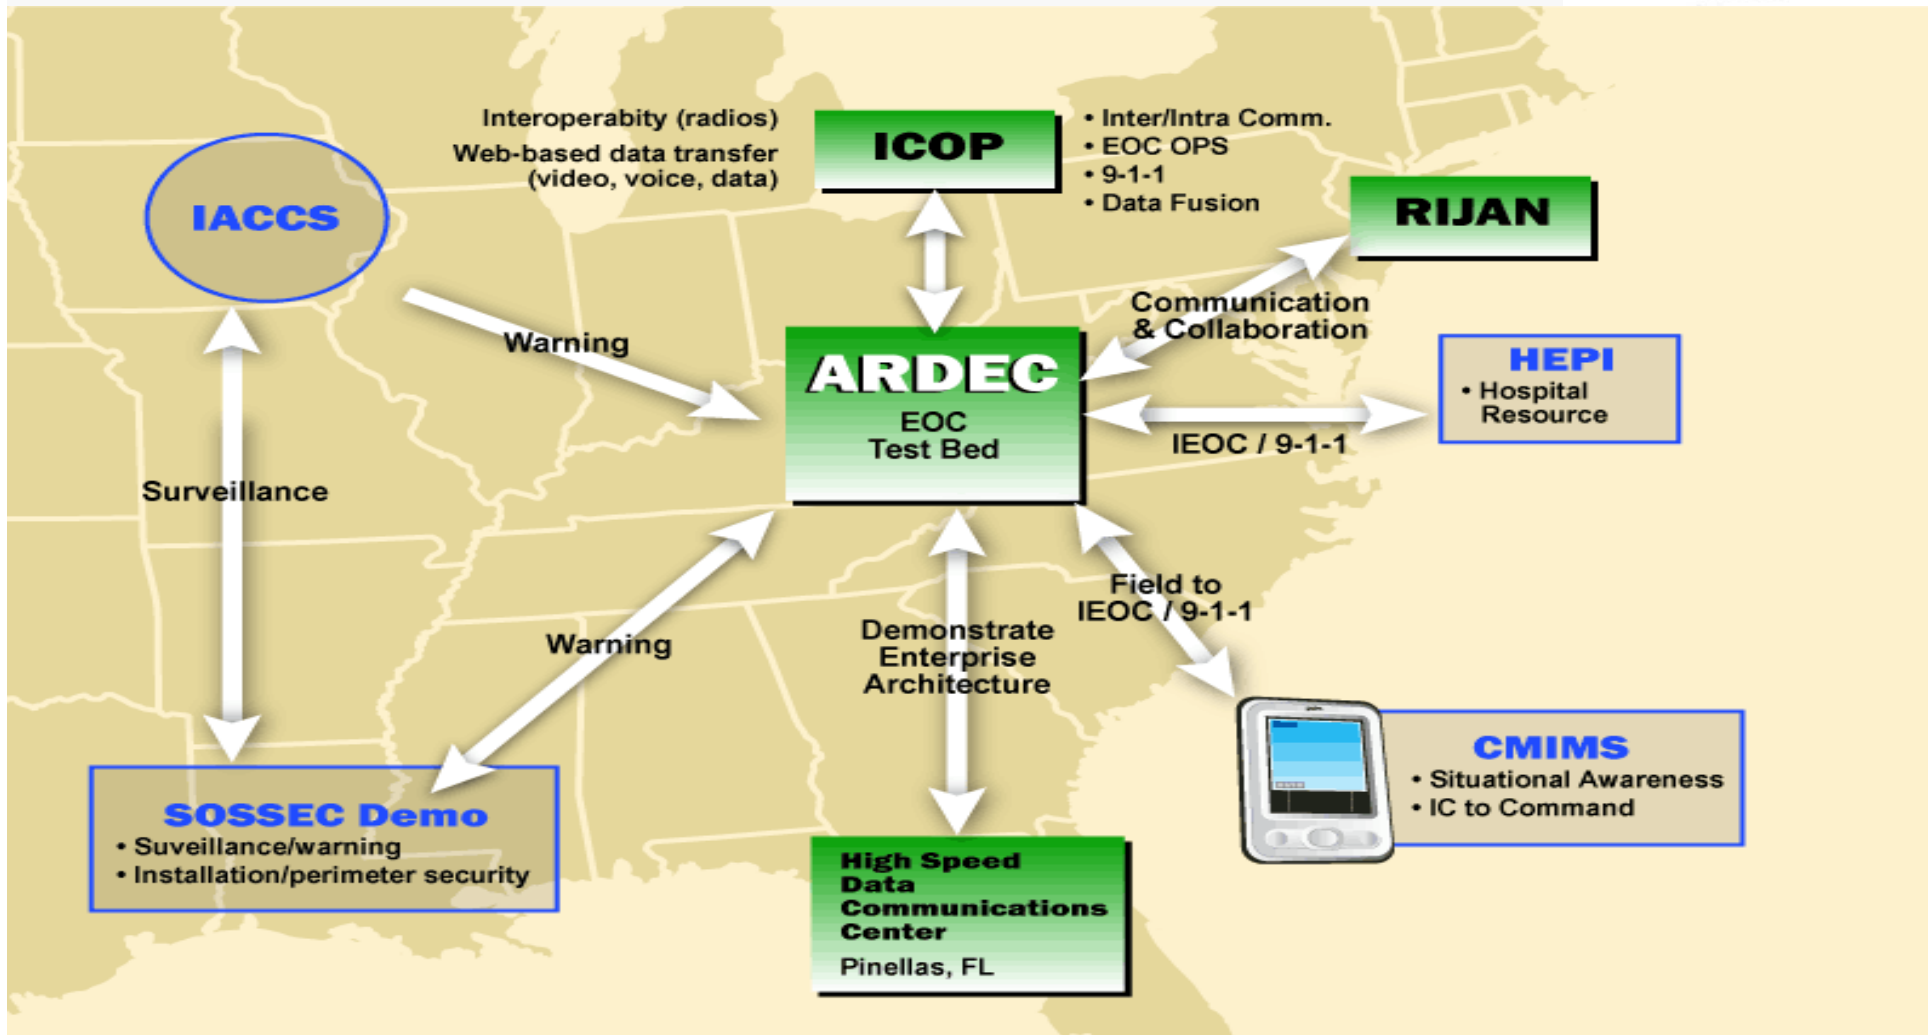 Interoperabity (radios)
Web-based data transfer
(video, voice, data)
ICOP
• Inter/Intra Comm.
• EOC OPS
• 9-1-1
• Data Fusion
IACCS
RIJAN
Warning
Communication
& Collaboration
ARDEC
EOC
Test Bed
HEPI
• Hospital
Resource
IEOC / 9-1-1
Surveillance
Warning
Demonstrate
Enterprise
Architecture
Field to
IEOC / 9-1-1
SOSSEC Demo
• Suveillance/warning
• Installation/perimeter security
High Speed
Data
Communications
Center
Pinellas, FL
CMIMS
• Situational Awareness
• IC to Command